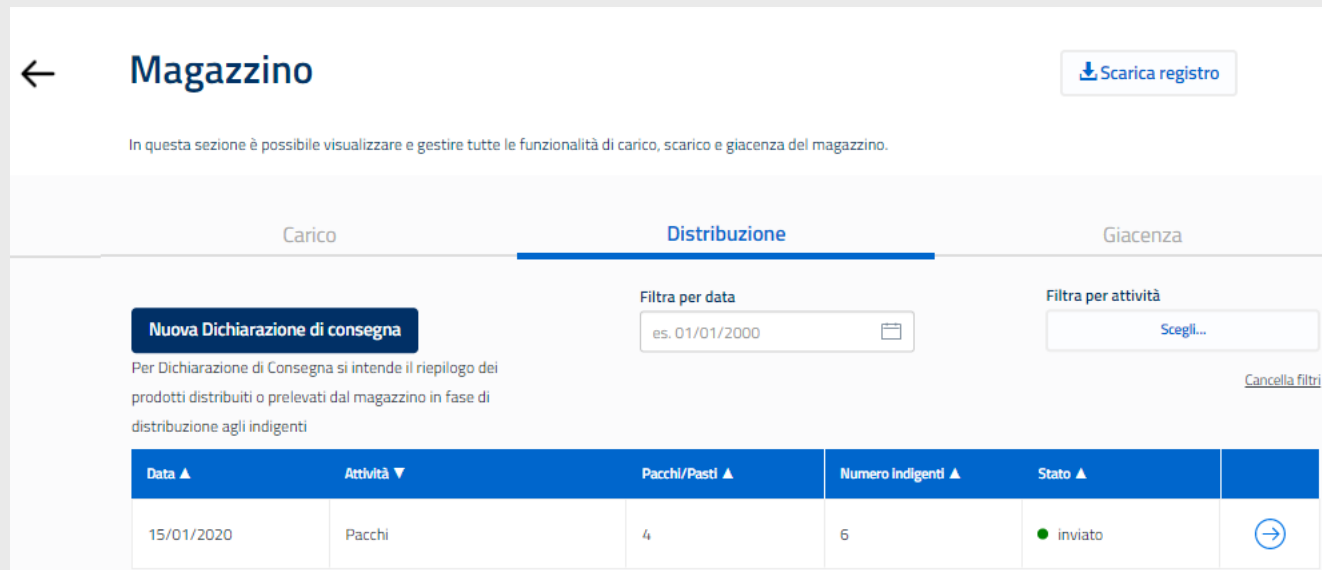 Magazzino
Scarica registro
In questa sezione è possibile visualizzare e gestire tutte le funzionalità di carico, scarico e giacenza del magazzino.
Carico
Distribuzione
Giacenza
Nuova Dichiarazione di consegna
Per Dichiarazione di Consegna si intende il riepilogo dei
prodotti distribuiti o prelevati dal magazzino in fase di
distribuzione agli indigenti
Filtra per data
es. 01/01/2000
Filtra per attività
Scegli...
Cancella filtri
Data ▲ Attività ▼ Pacchi/Pasti ▲ Numero indigenti ▲ Stato ▲
15/01/2020 Pacchi 4 6 inviato